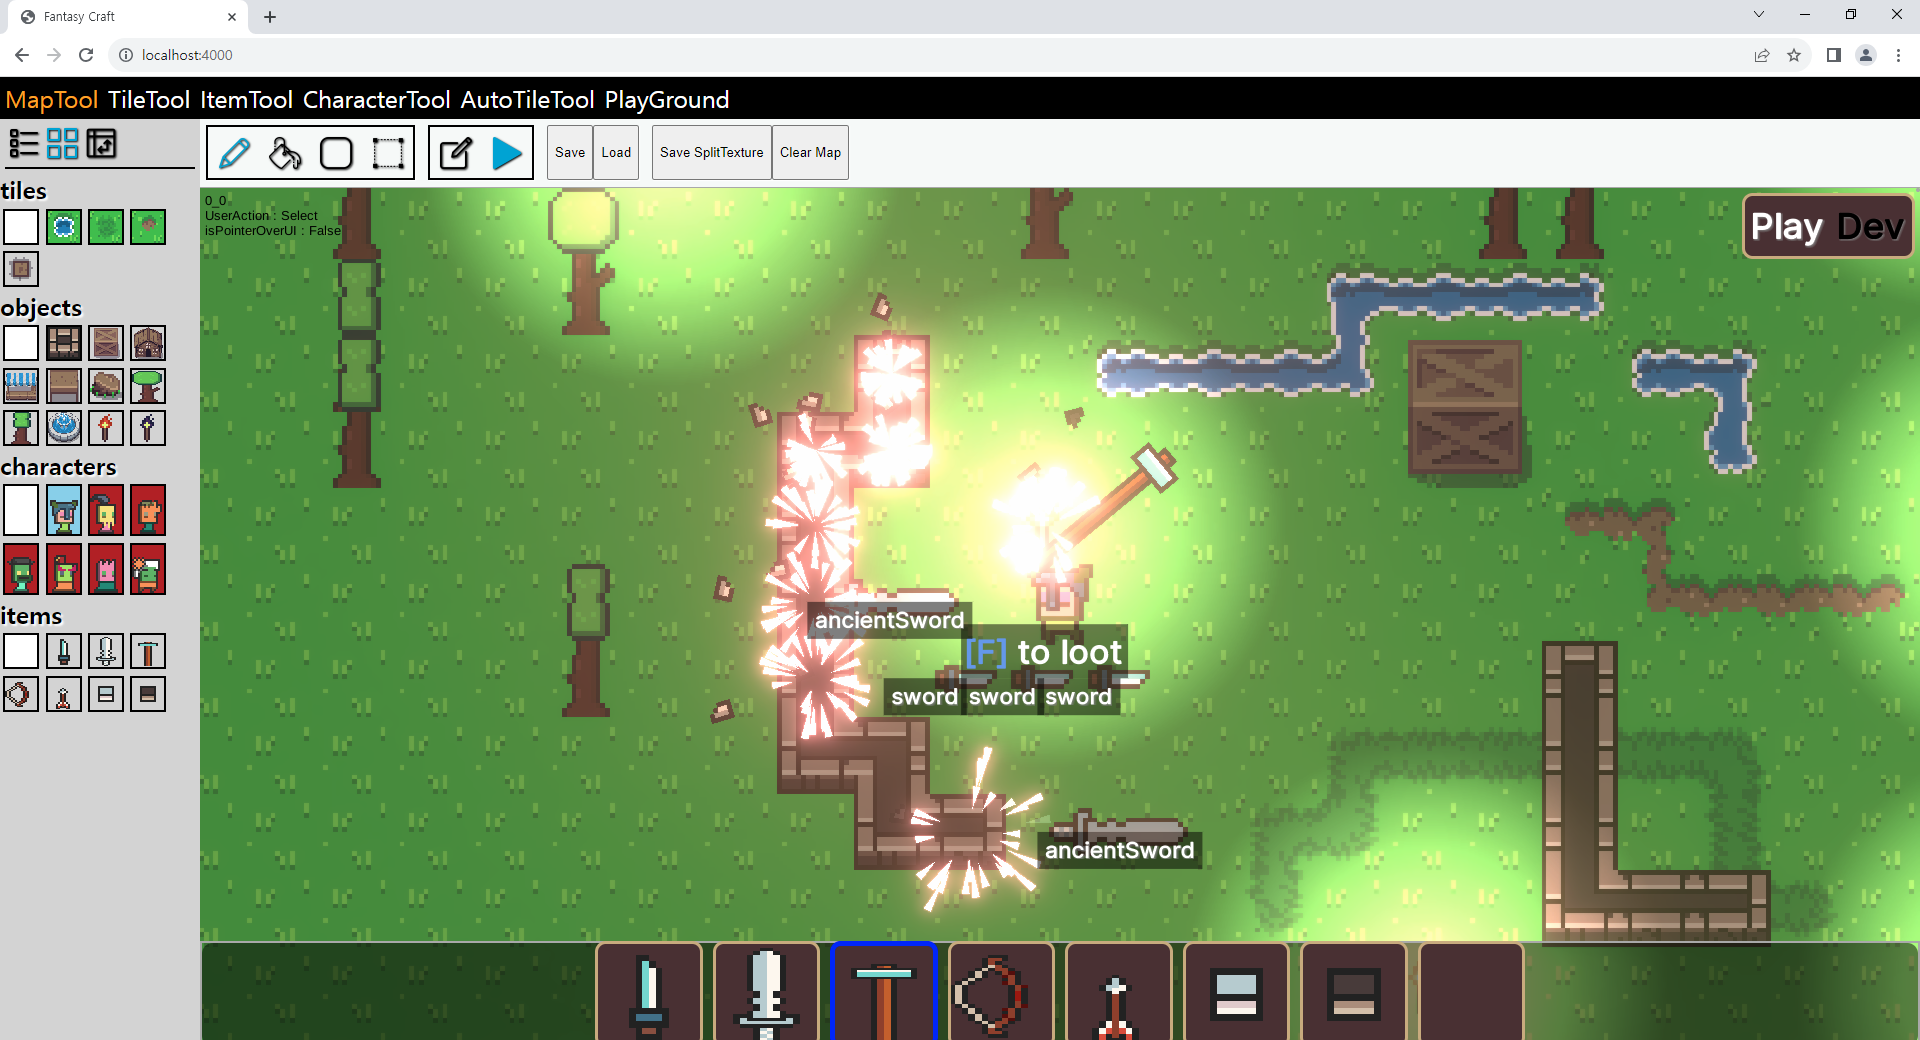 Fantasy Craft
localhost:4000
MapTool TileTool ItemTool CharacterTool AutoTileTool PlayGround
Save Load Save SplitTexture Clear Map
tiles
objects
characters
items
0_0
UserAction : Select
isPointerOverUI : False
Play Dev
ancientSword
[F] to loot
sword sword sword
ancientSword